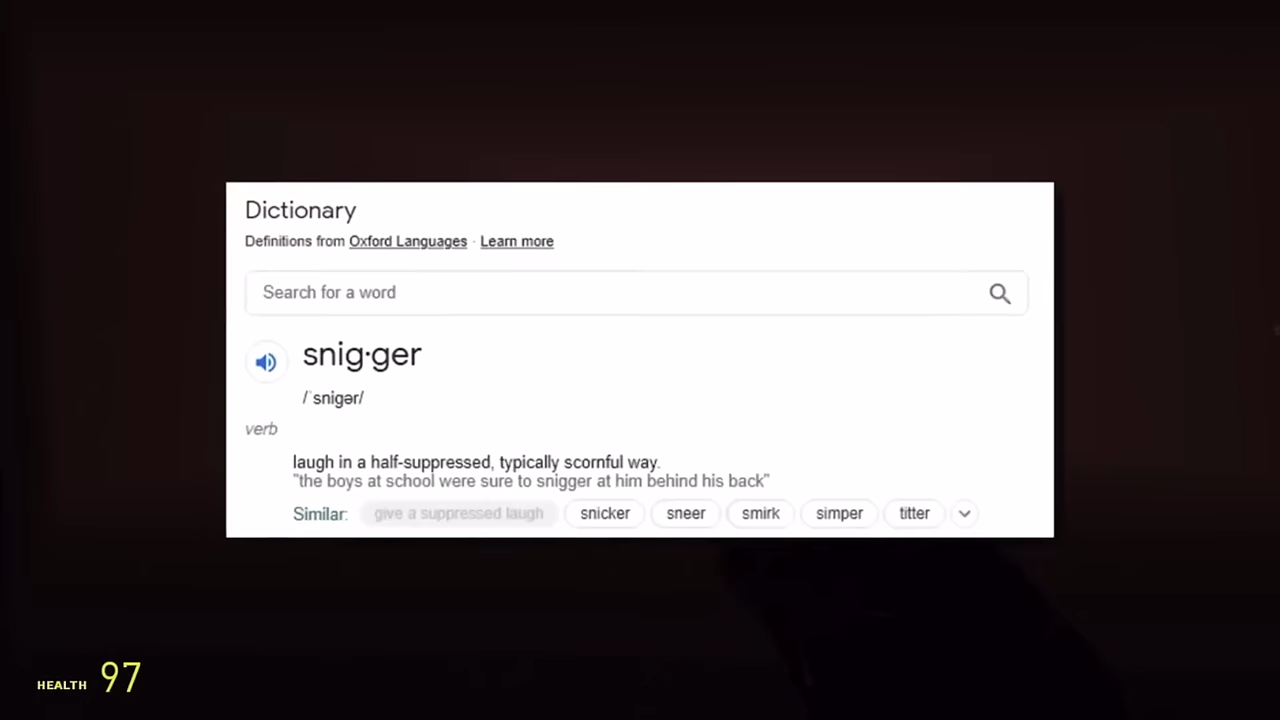 Dictionary
Definitions from Oxford Languages · Learn more
Search for a word
snig·ger
/ˈsniɡər/
verb
laugh in a half-suppressed, typically scornful way.
"the boys at school were sure to snigger at him behind his back"
Similar: give a suppressed laugh snicker sneer smirk simper titter
HEALTH 97